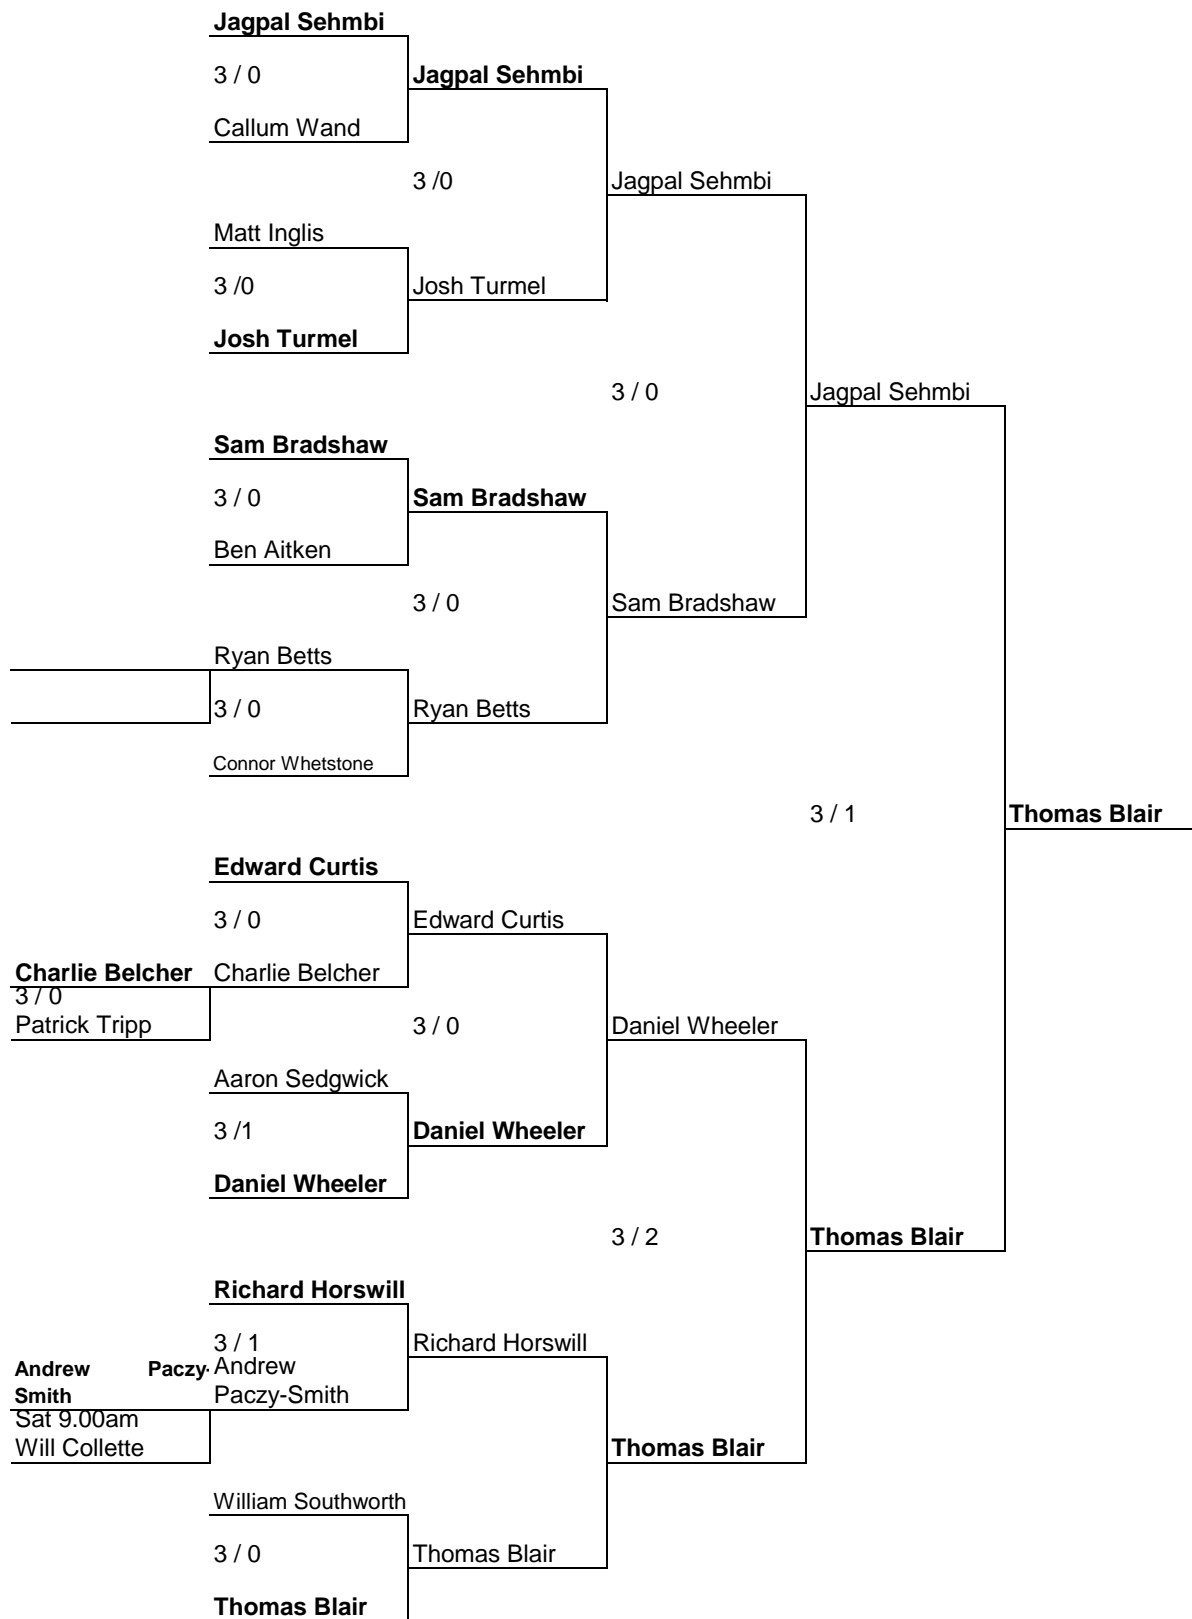 Jagpal Sehmbi
3 / 0
Jagpal Sehmbi
Callum Wand
3 /0
Jagpal Sehmbi
Matt Inglis
3 /0
Josh Turmel
Josh Turmel
3 / 0
Jagpal Sehmbi
Sam Bradshaw
3 / 0
Sam Bradshaw
Ben Aitken
3 / 0
Sam Bradshaw
Ryan Betts
3 / 0
Ryan Betts
Connor Whetstone
3 / 1
Thomas Blair
Edward Curtis
3 / 0
Edward Curtis
Charlie Belcher
Charlie Belcher
3 / 0
Patrick Tripp
3 / 0
Daniel Wheeler
Aaron Sedgwick
3 /1
Daniel Wheeler
Daniel Wheeler
3 / 2
Thomas Blair
Richard Horswill
3 / 1
Richard Horswill
Andrew Paczy-
Smith
Andrew
Paczy-Smith
Sat 9.00am
Will Collette
Thomas Blair
William Southworth
3 / 0
Thomas Blair
Thomas Blair